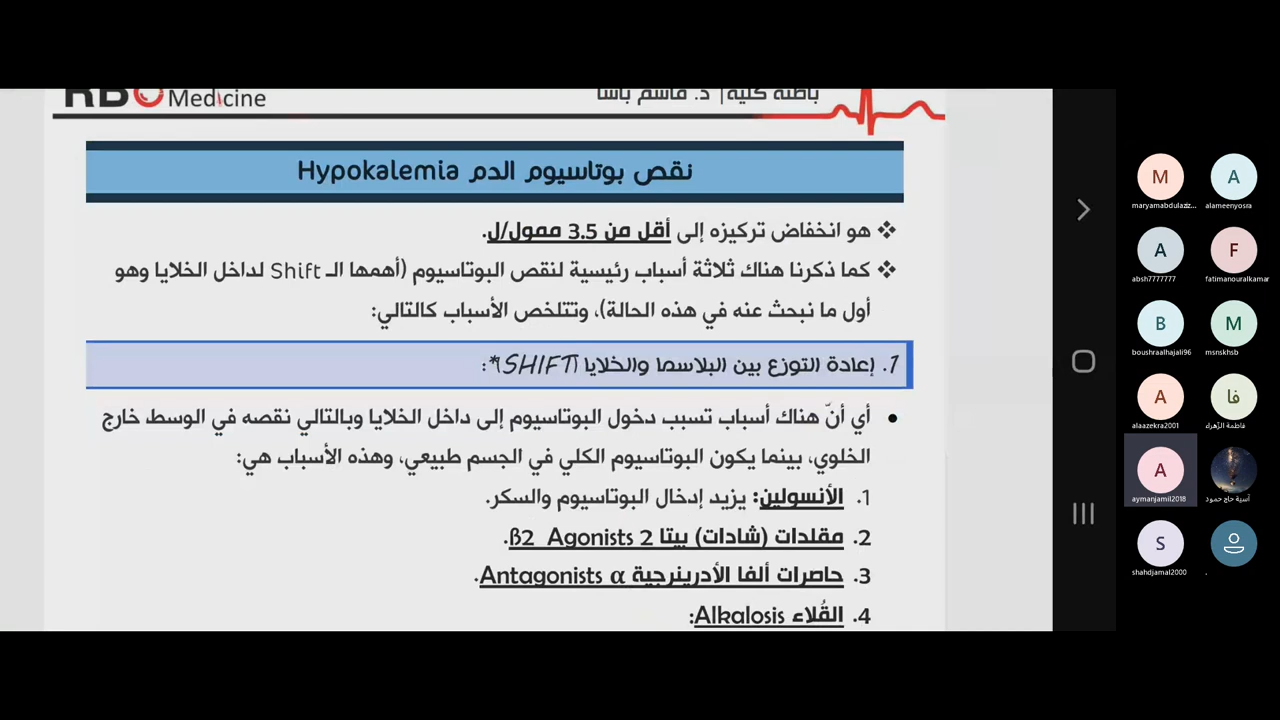 RBO Medicine
باطنة كلية | د. قاسم باشا
نقص بوتاسيوم الدم Hypokalemia
❖ هو انخفاض تركيزه إلى أقل من 3.5 ممول/ل.
❖ كما ذكرنا هناك ثلاثة أسباب رئيسية لنقص البوتاسيوم (أهمها الـ Shift لداخل الخلايا وهو
أول ما نبحث عنه في هذه الحالة)، وتتلخص الأسباب كالتالي:
1. إعادة التوزع بين البلاسما والخلايا (SHIFT)*:
• أي أنّ هناك أسباب تسبب دخول البوتاسيوم إلى داخل الخلايا وبالتالي نقصه في الوسط خارج
الخلوي، بينما يكون البوتاسيوم الكلي في الجسم طبيعي، وهذه الأسباب هي:
1. الأنسولين: يزيد إدخال البوتاسيوم والسكر.
2. مقلدات (شادات) بيتا 2 β2 Agonists.
3. حاصرات ألفا الأدرينرجية α Antagonists.
4. القُلاء Alkalosis:
M
maryamabdulaziz...
A
alameenyosra
A
absh7777777
F
fatimanouralkamar
B
boushraalhajali96
M
msnskhsb
A
alaazekra2001
فا
فاطمة الزهراء
A
aymanjamil2018
آسية حاج حمود
S
shahdjamal2000
.